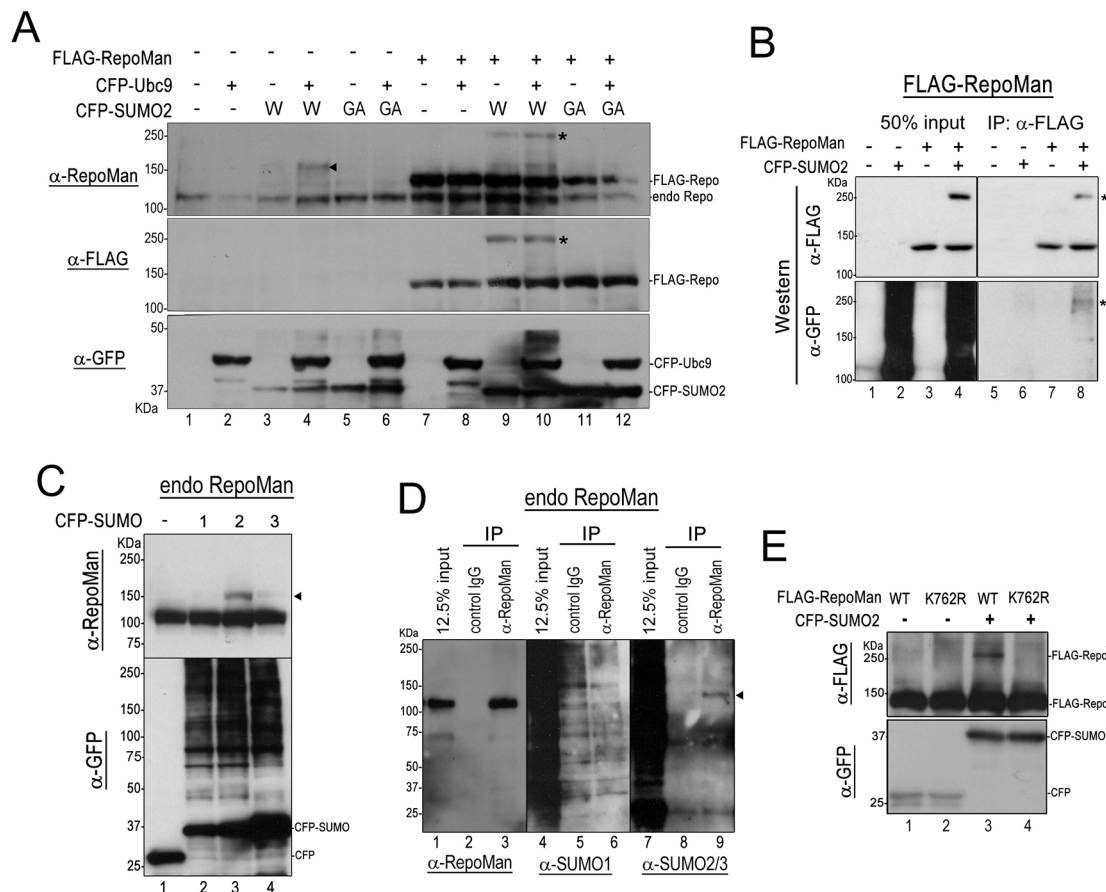 A
FLAG-RepoMan - - - - - - + + + + + +
CFP-Ubc9 - + - + - + - + - + - +
CFP-SUMO2 - - W W GA GA - - W W GA GA
α-RepoMan
250
150
100
*
FLAG-Repo
endo Repo
α-FLAG
250
150
100
*
FLAG-Repo
α-GFP
50
37
KDa
CFP-Ubc9
CFP-SUMO2
1 2 3 4 5 6 7 8 9 10 11 12
B
FLAG-RepoMan
50% input IP: α-FLAG
FLAG-RepoMan - - + + - - + +
CFP-SUMO2 - + - + - + - +
KDa
Western
α-FLAG
250
150
100
*
α-GFP
250
150
100
*
1 2 3 4 5 6 7 8
C
endo RepoMan
CFP-SUMO - 1 2 3
KDa
α-RepoMan
250
150
100
75
α-GFP
100
75
50
37
25
CFP-SUMO
CFP
1 2 3 4
D
endo RepoMan
IP IP IP
12.5% input control IgG α-RepoMan 12.5% input control IgG α-RepoMan 12.5% input control IgG α-RepoMan
KDa
250
150
100
75
50
37
25
1 2 3 4 5 6 7 8 9
α-RepoMan α-SUMO1 α-SUMO2/3
E
FLAG-RepoMan WT K762R WT K762R
CFP-SUMO2 - - + +
KDa
α-FLAG
250
150
FLAG-Repo
FLAG-Repo
α-GFP
37
25
CFP-SUMO
CFP
1 2 3 4